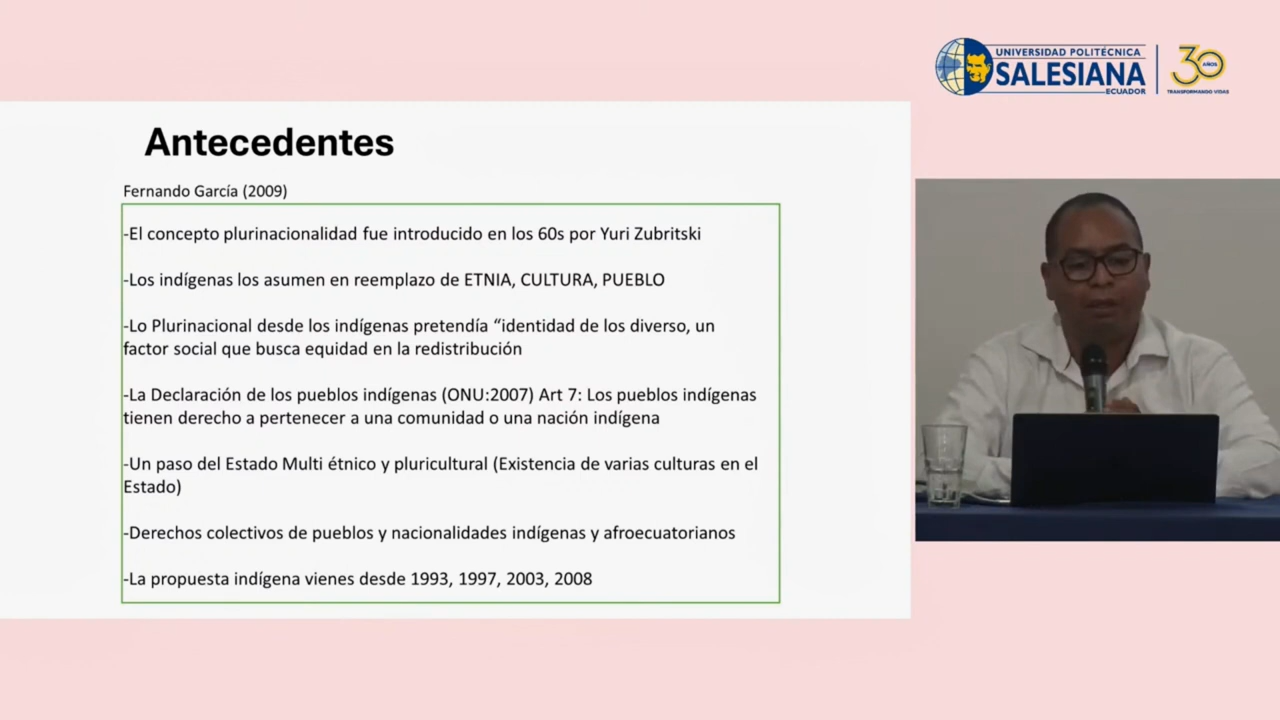 UNIVERSIDAD POLITÉCNICA
SALESIANA
ECUADOR
30
AÑOS
TRANSFORMANDO VIDAS
Antecedentes
Fernando García (2009)
-El concepto plurinacionalidad fue introducido en los 60s por Yuri Zubritski
-Los indígenas los asumen en reemplazo de ETNIA, CULTURA, PUEBLO
-Lo Plurinacional desde los indígenas pretendía “identidad de los diverso, un
factor social que busca equidad en la redistribución
-La Declaración de los pueblos indígenas (ONU:2007) Art 7: Los pueblos indígenas
tienen derecho a pertenecer a una comunidad o una nación indígena
-Un paso del Estado Multi étnico y pluricultural (Existencia de varias culturas en el
Estado)
-Derechos colectivos de pueblos y nacionalidades indígenas y afroecuatorianos
-La propuesta indígena vienes desde 1993, 1997, 2003, 2008